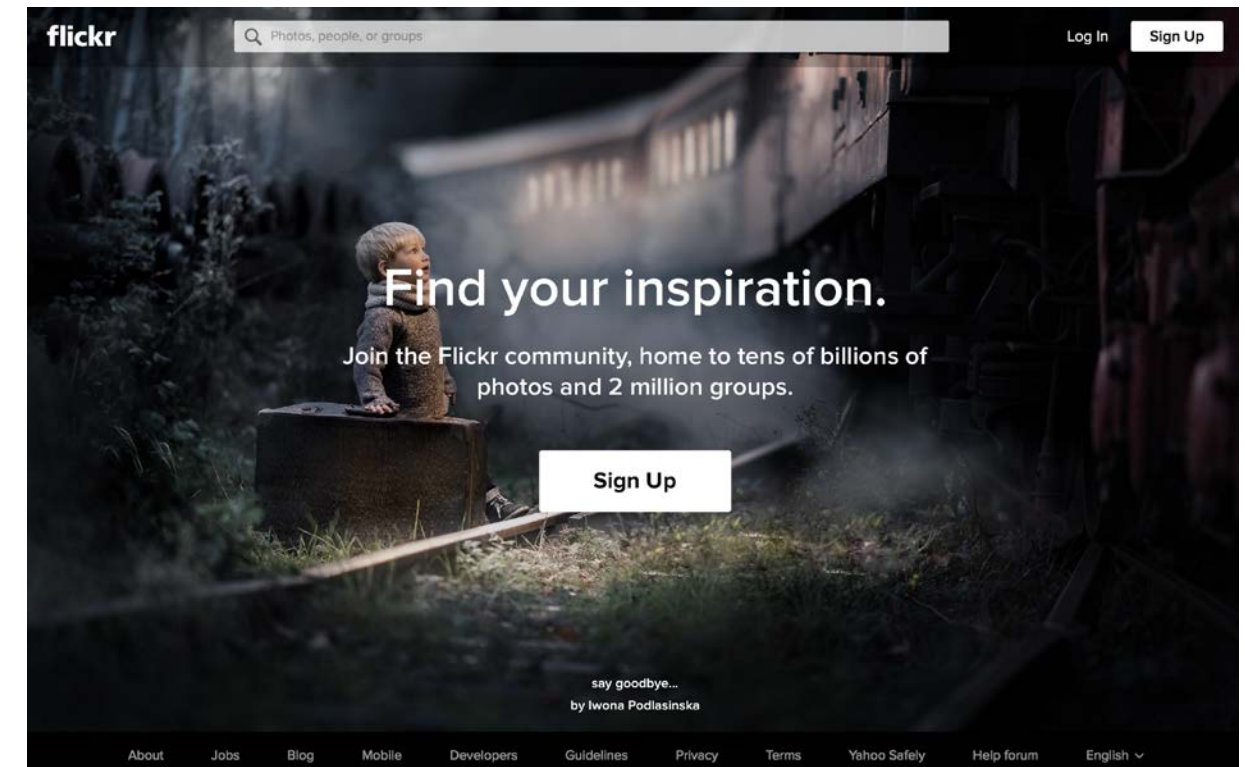 flickr
Photos, people, or groups
Log In
Sign Up
Find your inspiration.
Join the Flickr community, home to tens of billions of
photos and 2 million groups.
Sign Up
say goodbye...
by Iwona Podlasinska
About Jobs Blog Mobile Developers Guidelines Privacy Terms Yahoo Safely Help forum English